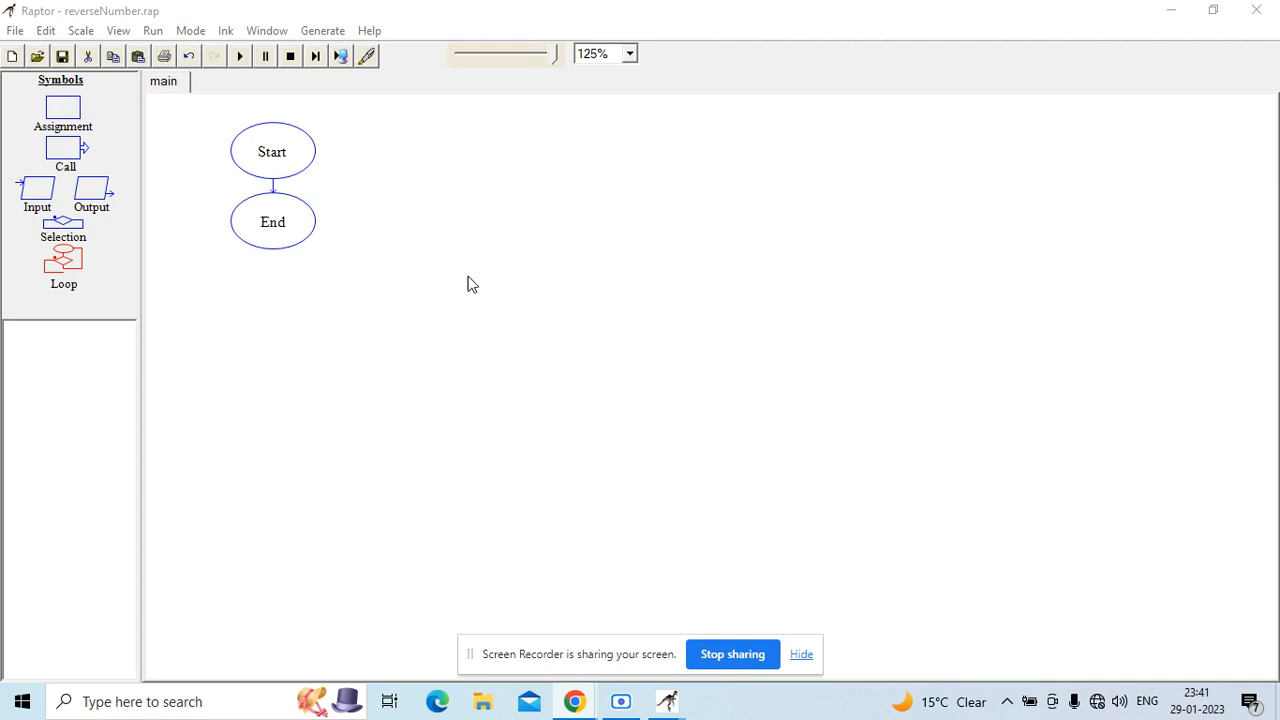 Raptor - reverseNumber.rap
File Edit Scale View Run Mode Ink Window Generate Help
125%
Symbols
main
Assignment
Call
Input Output
Selection
Loop
Start
End
Screen Recorder is sharing your screen. Stop sharing Hide
Type here to search
15°C Clear
ENG
23:41
29-01-2023
7